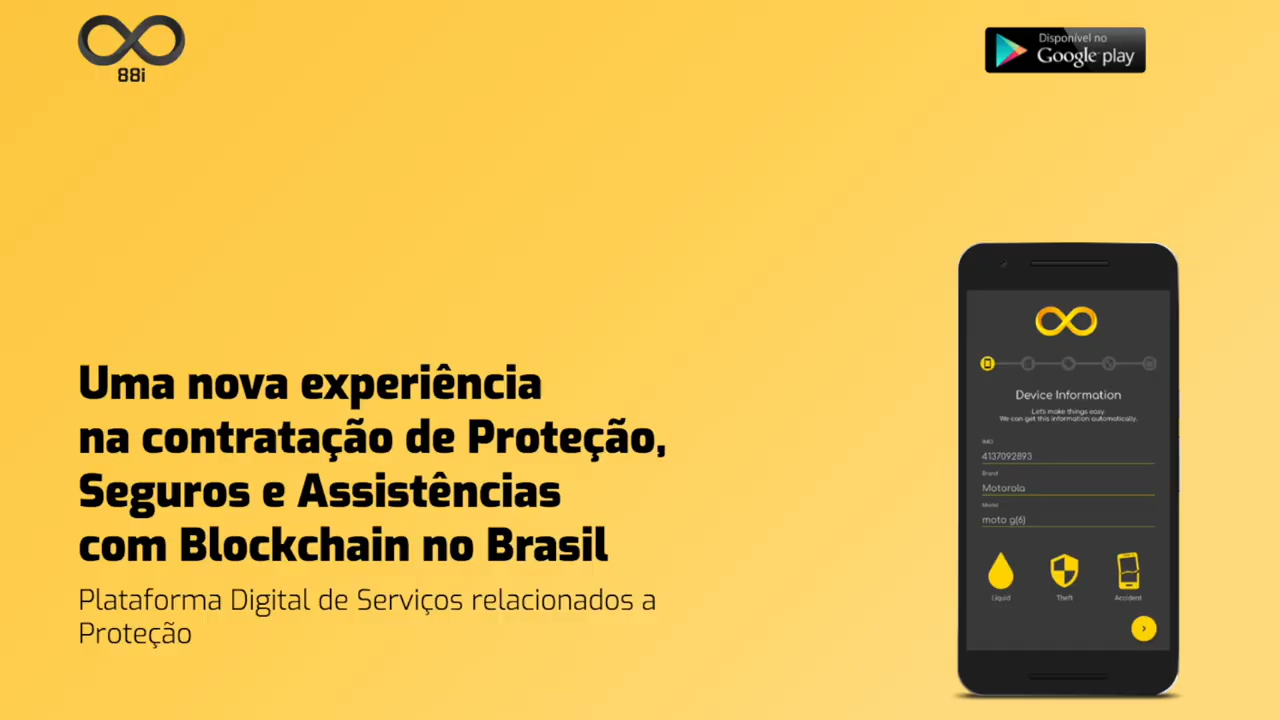 88i
Disponível no
Google play
Uma nova experiência
na contratação de Proteção,
Seguros e Assistências
com Blockchain no Brasil
Plataforma Digital de Serviços relacionados a
Proteção
Device Information
Let's make things easy.
We can get this information automatically.
4137092893
Brand
Motorola
Model
moto g(6)
Liquid
Theft
Accident